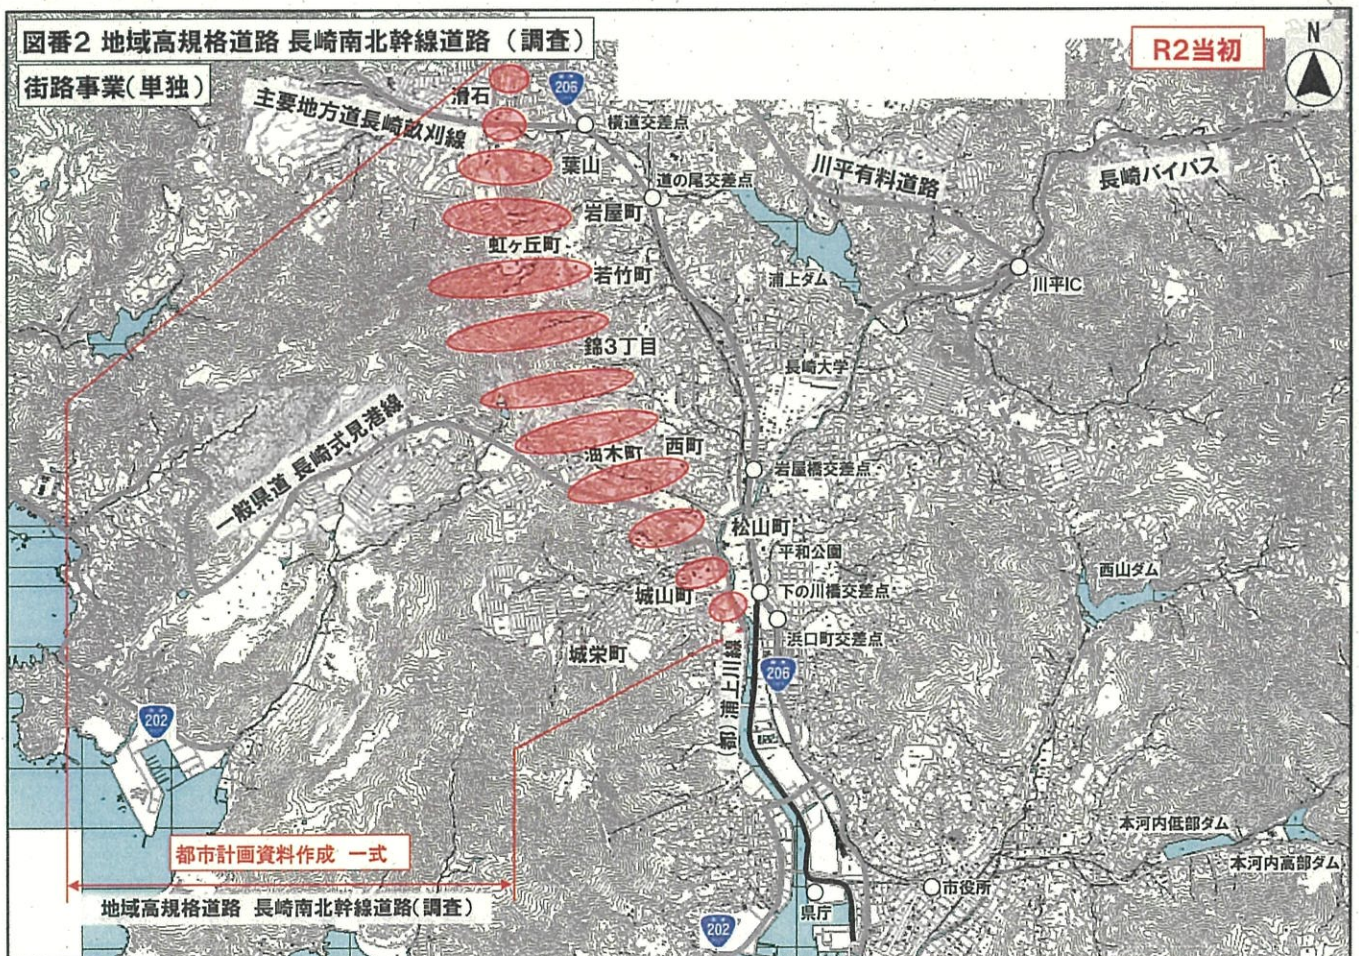 図番2 地域高規格道路 長崎南北幹線道路 (調査)
街路事業(単独)
R2当初
N
滑石
206
主要地方道長崎畝刈線
横道交差点
葉山
道の尾交差点
川平有料道路
長崎バイパス
岩屋町
虹ヶ丘町
若竹町
浦上ダム
川平IC
錦3丁目
長崎大学
一般県道 長崎式見港線
油木町
西町
岩屋橋交差点
松山町
平和公園
西山ダム
城山町
下の川橋交差点
浜口町交差点
城栄町
(都)浦上川線
206
202
都市計画資料作成 一式
地域高規格道路 長崎南北幹線道路(調査)
本河内低部ダム
本河内高部ダム
市役所
県庁
202